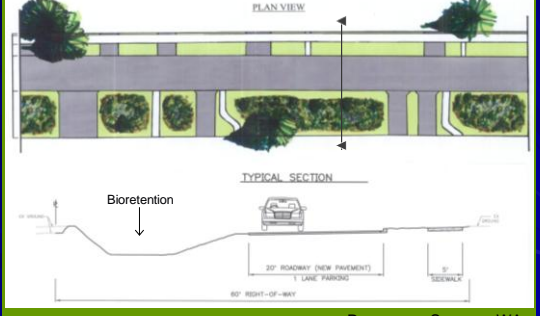 PLAN VIEW
TYPICAL SECTION
Bioretention
20' ROADWAY (NEW PAVEMENT)
1 LANE PARKING
5'
SIDEWALK
60' RIGHT-OF-WAY